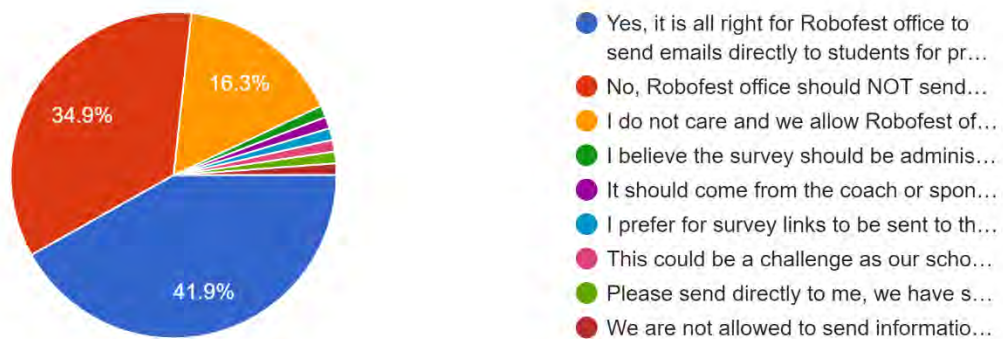 34.9%
16.3%
41.9%
Yes, it is all right for Robofest office to
send emails directly to students for pr…
No, Robofest office should NOT send…
I do not care and we allow Robofest of…
I believe the survey should be adminis…
It should come from the coach or spon…
I prefer for survey links to be sent to th…
This could be a challenge as our scho…
Please send directly to me, we have s…
We are not allowed to send informatio…